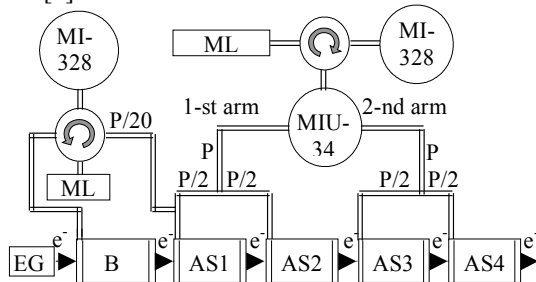 MI-
328
ML
MI-
328
1-st arm
MIU-
34
2-nd arm
P/20
P
P
ML
P/2 P/2
P/2 P/2
e- e- e- e- e- e-
EG B AS1 AS2 AS3 AS4